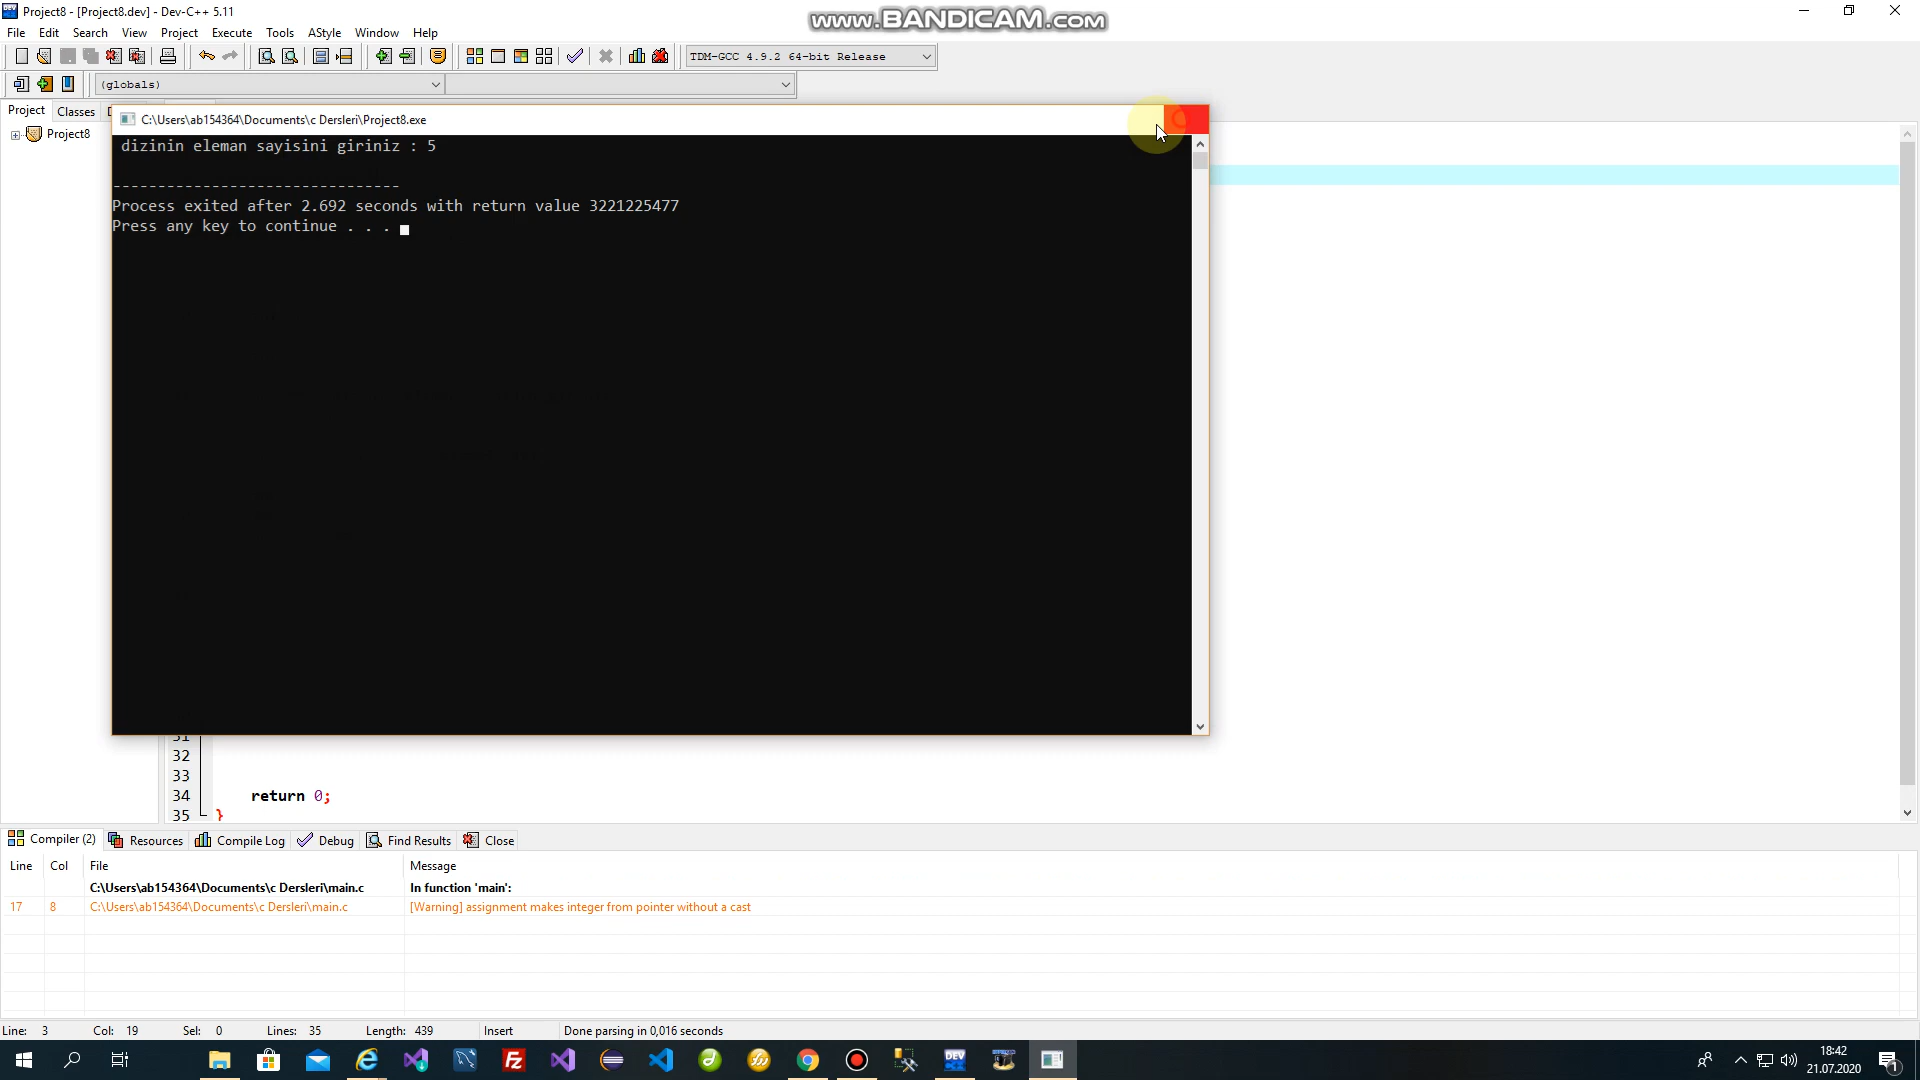 Project8 - [Project8.dev] - Dev-C++ 5.11
www.BANDICAM.com
File Edit Search View Project Execute Tools AStyle Window Help
TDM-GCC 4.9.2 64-bit Release
(globals)
Project Classes
Project8
C:\Users\ab154364\Documents\c Dersleri\Project8.exe
dizinin eleman sayisini giriniz : 5
--------------------------------
Process exited after 2.692 seconds with return value 3221225477
Press any key to continue . . .
31
32
33
34 return 0;
35 }
Compiler (2) Resources Compile Log Debug Find Results Close
Line Col File Message
C:\Users\ab154364\Documents\c Dersleri\main.c In function 'main':
17 8 C:\Users\ab154364\Documents\c Dersleri\main.c [Warning] assignment makes integer from pointer without a cast
Line: 3 Col: 19 Sel: 0 Lines: 35 Length: 439 Insert Done parsing in 0,016 seconds
18:42
21.07.2020